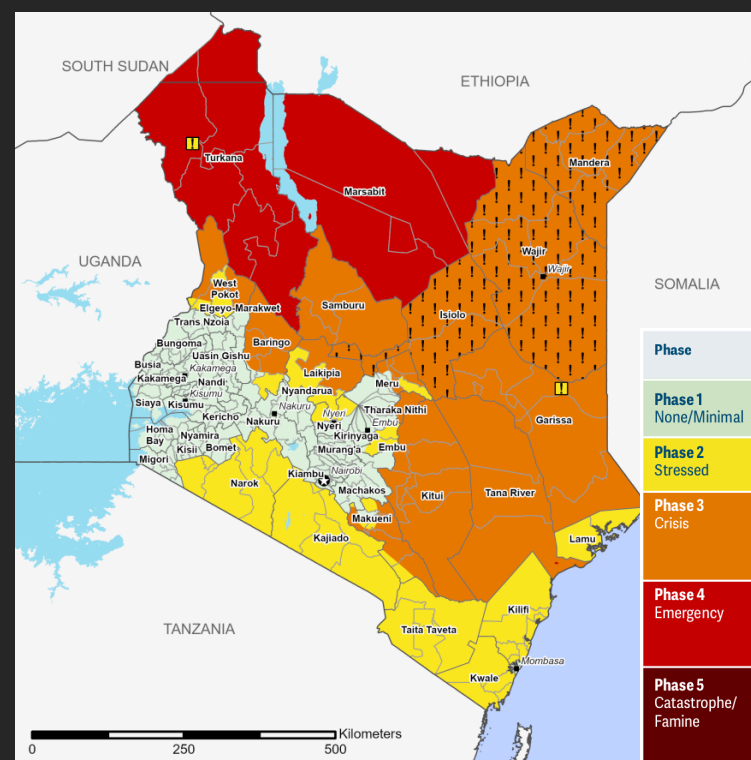 SOUTH SUDAN
ETHIOPIA
!
Turkana
Mandera
Marsabit
UGANDA
Wajir
Wajir
SOMALIA
West
Pokot
Elgeyo-Marakwet
Samburu
Isiolo
Trans Nzoia
Bungoma
Baringo
Busia
Uasin Gishu
Kakamega
Kakamega
Nandi
Laikipia
Meru
!
Siaya
Kisumu
Kisumu
Nyandarua
Nakuru
Nyeri
Tharaka Nithi
Garissa
Kericho
Nakuru
Nyeri
Embu
Homa
Bay
Nyamira
Kirinyaga
Kisii
Bomet
Murang'a
Embu
Migori
Kiambu
Nairobi
Narok
Machakos
Kitui
Tana River
Makueni
Kajiado
Lamu
TANZANIA
Taita Taveta
Kilifi
Mombasa
Kwale
Kilometers
0
250
500
Phase
Phase 1
None/Minimal
Phase 2
Stressed
Phase 3
Crisis
Phase 4
Emergency
Phase 5
Catastrophe/
Famine